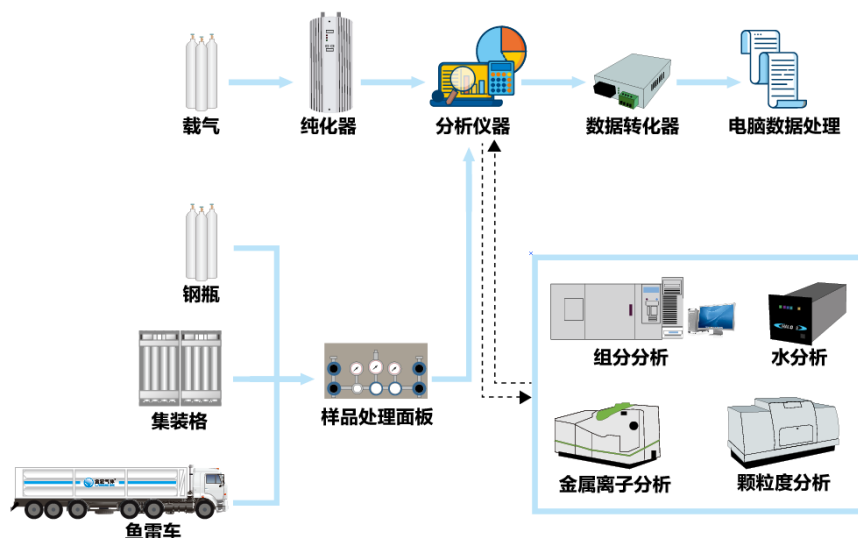 载气
纯化器
分析仪器
数据转化器
电脑数据处理
钢瓶
集装格
样品处理面板
鱼雷车
组分分析
水分析
金属离子分析
颗粒度分析